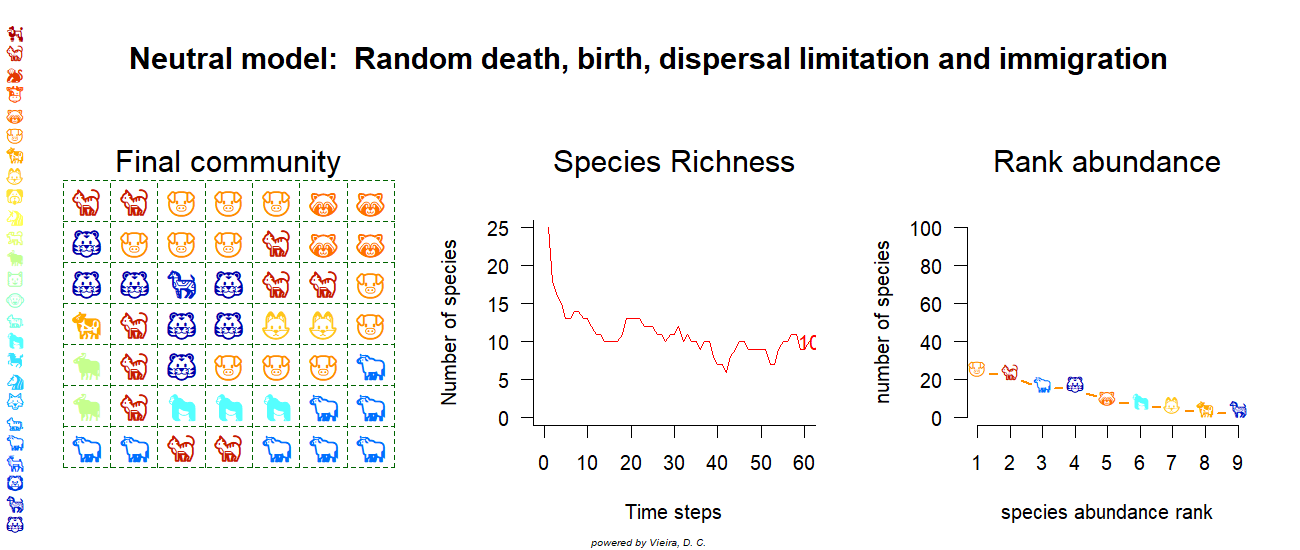 Neutral model:  Random death, birth, dispersal limitation and immigration
Final community
Species Richness
Number of species
25
20
15
10
5
0
10
0 10 20 30 40 50 60
Time steps
Rank abundance
number of species
100
80
60
40
20
0
1 2 3 4 5 6 7 8 9
species abundance rank
powered by Vieira, D. C.